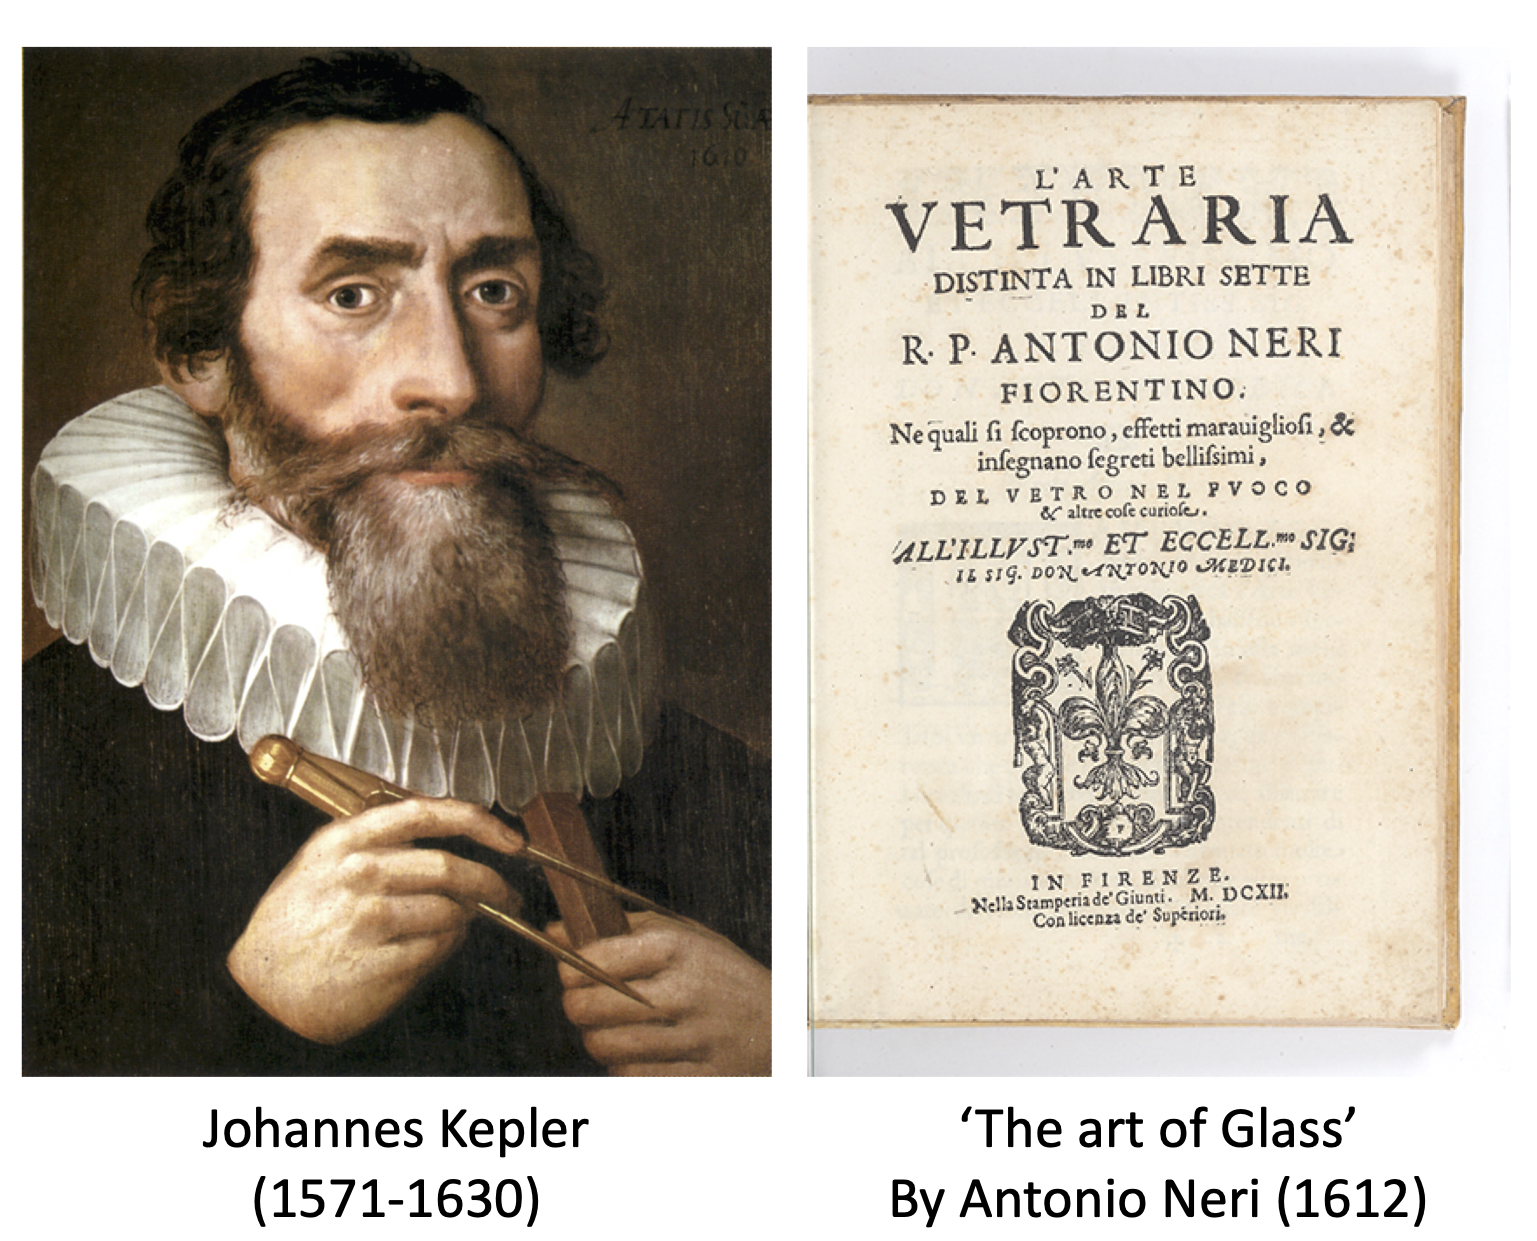 ÆTATIS SUÆ
1610
Johannes Kepler
(1571-1630)
L'ARTE
VETRARIA
DISTINTA IN LIBRI SETTE
DEL
R. P. ANTONIO NERI
FIORENTINO.
Ne quali ſi ſcoprono, effetti marauiglioſi, &
inſegnano ſegreti belliſſimi,
DEL VETRO NEL FVOCO
& altre coſe curioſe.
ALL'ILLVST.mo ET ECCELL.mo SIG:
IL SIG. DON ANTONIO MEDICI.
IN FIRENZE.
Nella Stamperia de' Giunti. M. DCXII.
Con licenza de' Superiori.
‘The art of Glass’
By Antonio Neri (1612)